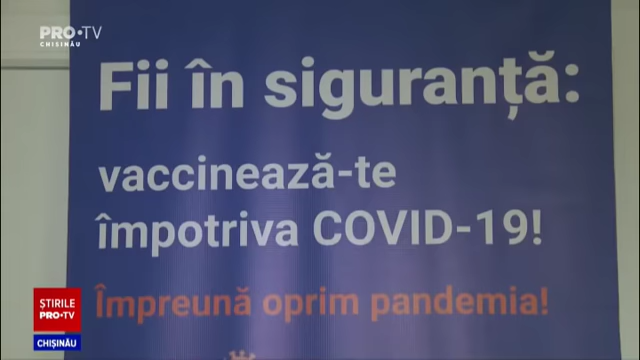 PRO•TV
CHIȘINĂU
Fii în siguranță:
vaccinează-te
împotriva COVID-19!
Împreună oprim pandemia!
ȘTIRILE
PRO•TV
CHIȘINĂU